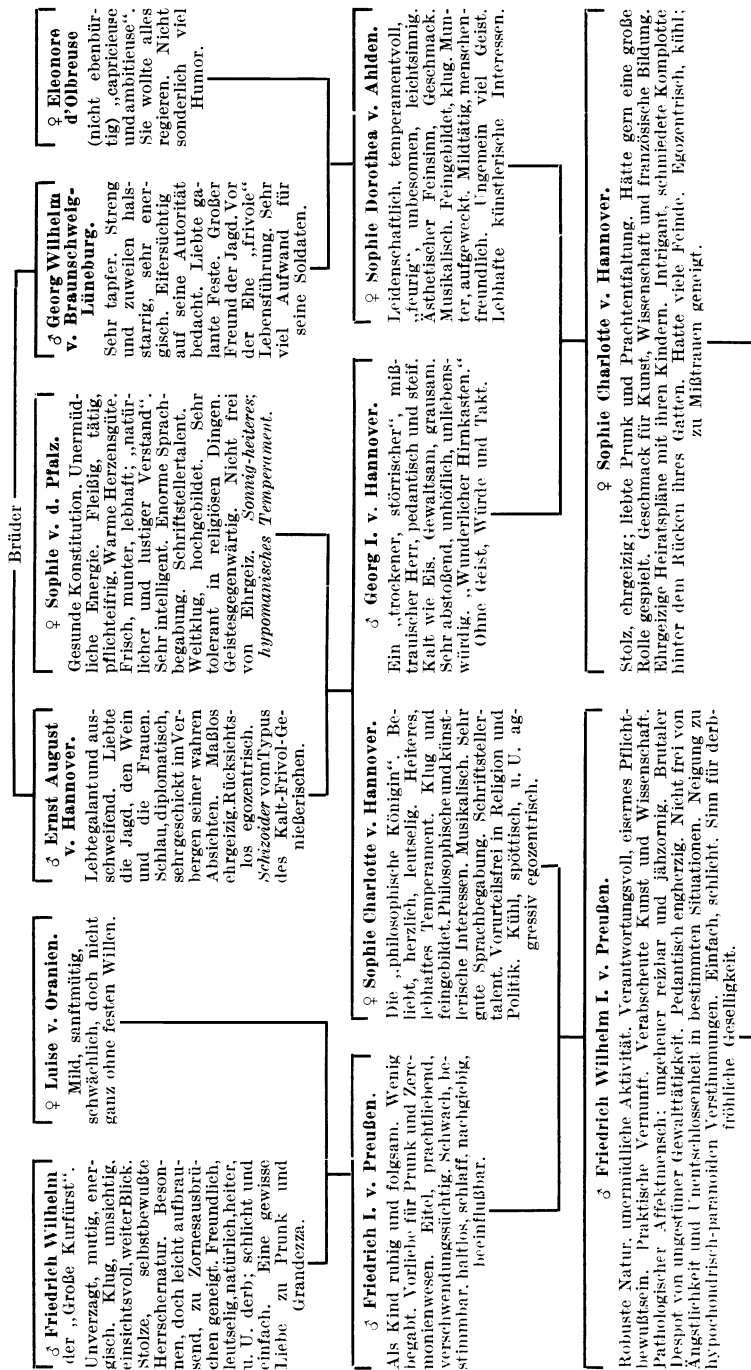 Brüder
♂ Friedrich Wilhelm
der „Große Kurfürst".
Unverzagt, mutig, ener-
gisch. Klug, umsichtig,
einsichtsvoll, weiter Blick.
Stolze, selbstbewußte
Herrschernatur. Beson-
nen, doch leicht aufbrau-
send, zu Zornesausbrü-
chen geneigt. Freundlich,
leutselig, natürlich, heiter,
u. U. derb; schlicht und
einfach. Eine gewisse
Liebe zu Prunk und
Grandezza.
♀ Luise v. Oranien.
Mild, sanftmütig,
schwächlich, doch nicht
ganz ohne festen Willen.
♂ Ernst August
v. Hannover.
Lebte galant und aus-
schweifend. Liebte
die Jagd, den Wein
und die Frauen.
Schlau, diplomatisch,
sehr geschickt im Ver-
bergen seiner wahren
Absichten. Maßlos
ehrgeizig. Rücksichts-
los egozentrisch.
Schizoider vom Typus
des Kalt-Frivol-Ge-
nießerischen.
♀ Sophie v. d. Pfalz.
Gesunde Konstitution. Unermüd-
liche Energie. Fleißig, tätig,
pflichteifrig. Warme Herzensgüte.
Frisch, munter, lebhaft; „natür-
licher und lustiger Verstand".
Sehr intelligent. Enorme Sprach-
begabung. Schriftstellertalent.
Weltklug, hochgebildet. Sehr
tolerant in religiösen Dingen.
Geistesgegenwärtig. Nicht frei
von Ehrgeiz. Sonnig-heiteres,
hypomanisches Temperament.
♂ Georg Wilhelm
v. Braunschweig-
Lüneburg.
Sehr tapfer. Streng
und zuweilen hals-
starrig, sehr ener-
gisch. Eifersüchtig
auf seine Autorität
bedacht. Liebte ga-
lante Feste. Großer
Freund der Jagd. Vor
der Ehe „frivole"
Lebensführung. Sehr
viel Aufwand für
seine Soldaten.
♀ Eleonore
d'Olbreuse
(nicht ebenbür-
tig) „capricieuse
und ambitieuse".
Sie wollte alles
regieren. Nicht
sonderlich viel
Humor.
♂ Friedrich I. v. Preußen.
Als Kind ruhig und folgsam. Wenig
begabt. Vorliebe für Prunk und Zere-
monienwesen. Eitel, prachtliebend,
verschwendungssüchtig. Schwach, be-
stimmbar, haltlos, schlaff, nachgiebig,
beeinflußbar.
♀ Sophie Charlotte v. Hannover.
Die „philosophische Königin". Be-
liebt, herzlich, leutselig. Heiteres,
lebhaftes Temperament. Klug und
feingebildet. Philosophische und künst-
lerische Interessen. Musikalisch. Sehr
gute Sprachbegabung. Schriftsteller-
talent. Vorurteilsfrei in Religion und
Politik. Kühl, spöttisch, u. U. ag-
gressiv egozentrisch.
♂ Georg I. v. Hannover.
Ein „trockener, störrischer", miß-
trauischer Herr, pedantisch und steif.
Kalt wie Eis. Gewaltsam, grausam.
Sehr abstoßend, unhöflich, unliebens-
würdig. „Wunderlicher Hirnkasten."
Ohne Geist, Würde und Takt.
♀ Sophie Dorothea v. Ahlden.
Leidenschaftlich, temperamentvoll,
„feurig", unbesonnen, leichtsinnig.
Ästhetischer Feinsinn, Geschmack.
Musikalisch. Feingebildet, klug. Mun-
ter, aufgeweckt. Mildtätig, menschen-
freundlich. Ungemein viel Geist.
Lebhafte künstlerische Interessen.
♂ Friedrich Wilhelm I. v. Preußen.
Robuste Natur, unermüdliche Aktivität. Verantwortungsvoll, eisernes Pflicht-
bewußtsein. Praktische Vernunft. Verabscheute Kunst und Wissenschaft.
Pathologischer Affektmensch; ungeheuer reizbar und jähzornig. Brutaler
Despot von ungestümer Gewalttätigkeit. Pedantisch engherzig. Nicht frei von
Ängstlichkeit und Unentschlossenheit in bestimmten Situationen. Neigung zu
hypochondrisch-paranoiden Verstimmungen. Einfach, schlicht. Sinn für derb-
fröhliche Geselligkeit.
♀ Sophie Charlotte v. Hannover.
Stolz, ehrgeizig; liebte Prunk und Prachtentfaltung. Hätte gern eine große
Rolle gespielt. Geschmack für Kunst, Wissenschaft und französische Bildung.
Ehrgeizige Heiratspläne mit ihren Kindern. Intrigant, schmiedete Komplotte
hinter dem Rücken ihres Gatten. Hatte viele Feinde. Egozentrisch, kühl;
zu Mißtrauen geneigt.